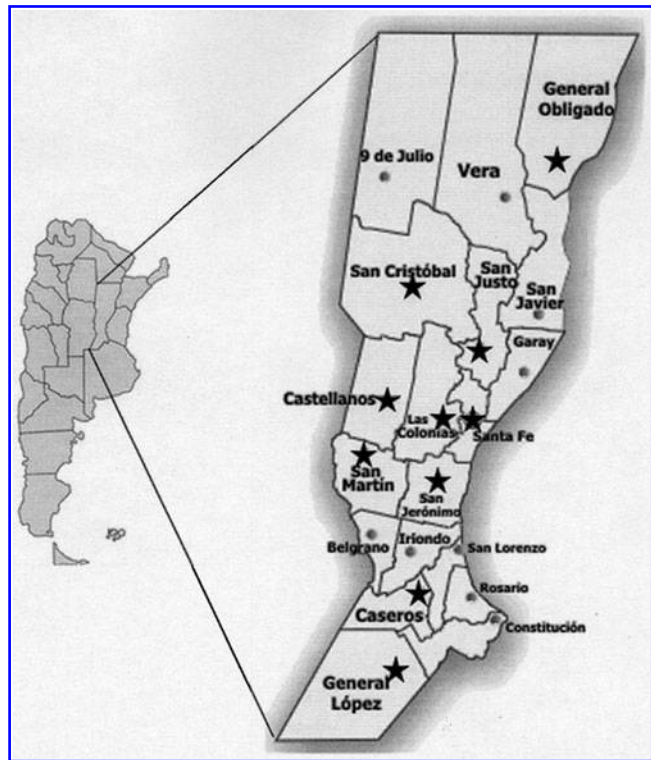 General
Obligado
9 de Julio
Vera
San Cristóbal
San
Justo
San
Javier
Garay
Castellanos
Las
Colonias
Santa Fe
San
Martín
San
Jerónimo
Belgrano
Iriondo
San Lorenzo
Caseros
Rosario
Constitución
General
López